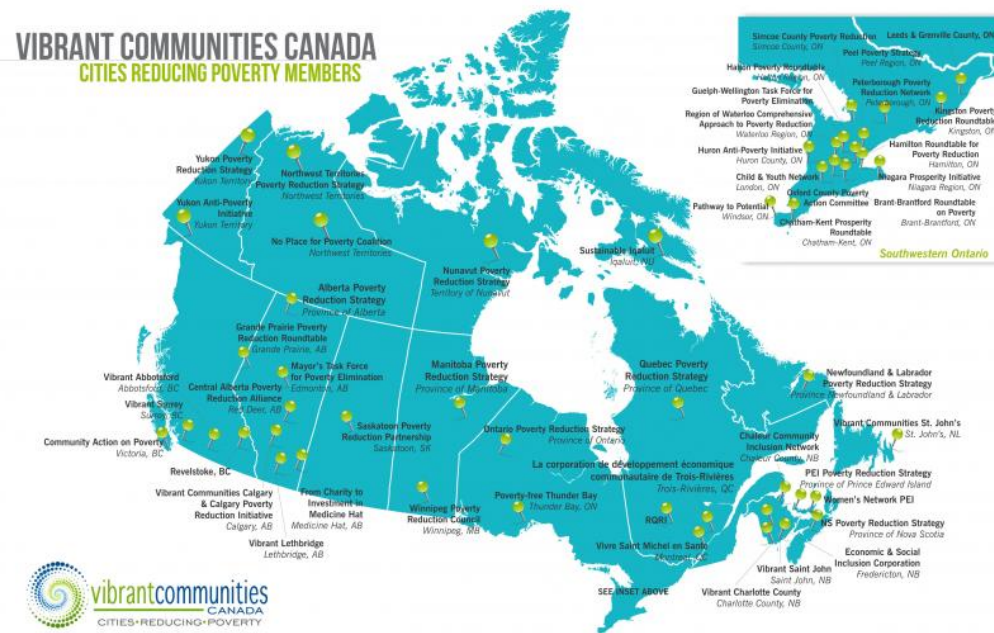 VIBRANT COMMUNITIES CANADA
CITIES REDUCING POVERTY MEMBERS
Yukon Poverty
Reduction Strategy
Yukon Territory
Northwest Territories
Poverty Reduction Strategy
Northwest Territories
Yukon Anti-Poverty
Initiative
Yukon Territory
No Place for Poverty Coalition
Northwest Territories
Nunavut Poverty
Reduction Strategy
Territory of Nunavut
Sustainable Iqaluit
Iqaluit, NU
Alberta Poverty
Reduction Strategy
Province of Alberta
Grande Prairie Poverty
Reduction Roundtable
Grande Prairie, AB
Mayor's Task Force
for Poverty Elimination
Edmonton, AB
Central Alberta Poverty
Reduction Alliance
Red Deer, AB
Vibrant Abbotsford
Abbotsford, BC
Vibrant Surrey
Surrey, BC
Community Action on Poverty
Victoria, BC
Revelstoke, BC
Vibrant Communities Calgary
& Calgary Poverty
Reduction Initiative
Calgary, AB
Vibrant Lethbridge
Lethbridge, AB
From Charity to
Investment in
Medicine Hat
Medicine Hat, AB
Saskatoon Poverty
Reduction Partnership
Saskatoon, SK
Manitoba Poverty
Reduction Strategy
Province of Manitoba
Winnipeg Poverty
Reduction Council
Winnipeg, MB
Ontario Poverty Reduction Strategy
Province of Ontario
Poverty-free Thunder Bay
Thunder Bay, ON
Quebec Poverty
Reduction Strategy
Province of Quebec
La corporation de développement économique
communautaire de Trois-Rivières
Trois-Rivières, QC
RQRI
Vivre Saint Michel en Santé
Montreal, QC
SEE INSET ABOVE
Newfoundland & Labrador
Poverty Reduction Strategy
Province Newfoundland & Labrador
Vibrant Communities St. John's
St. John's, NL
Chaleur Community
Inclusion Network
Chaleur County, NB
PEI Poverty Reduction Strategy
Province of Prince Edward Island
Women's Network PEI
NS Poverty Reduction Strategy
Province of Nova Scotia
Economic & Social
Inclusion Corporation
Fredericton, NB
Vibrant Saint John
Saint John, NB
Vibrant Charlotte County
Charlotte County, NB
Simcoe County Poverty Reduction
Simcoe County, ON
Leeds & Grenville County, ON
Peel Poverty Strategy
Peel Region, ON
Halton Poverty Roundtable
Peterborough Poverty
Reduction Network
Peterborough, ON
Guelph-Wellington Task Force for
Poverty Elimination
Kingston Poverty
Reduction Roundtable
Kingston, ON
Region of Waterloo Comprehensive
Approach to Poverty Reduction
Waterloo Region, ON
Hamilton Roundtable for
Poverty Reduction
Hamilton, ON
Huron Anti-Poverty Initiative
Huron County, ON
Child & Youth Network
London, ON
Niagara Prosperity Initiative
Niagara Region, ON
Oxford County Poverty
Action Committee
Brant-Brantford Roundtable
on Poverty
Brant-Brantford, ON
Pathway to Potential
Windsor, ON
Chatham-Kent Prosperity
Roundtable
Chatham-Kent, ON
Southwestern Ontario
vibrantcommunities
CANADA
CITIES•REDUCING•POVERTY